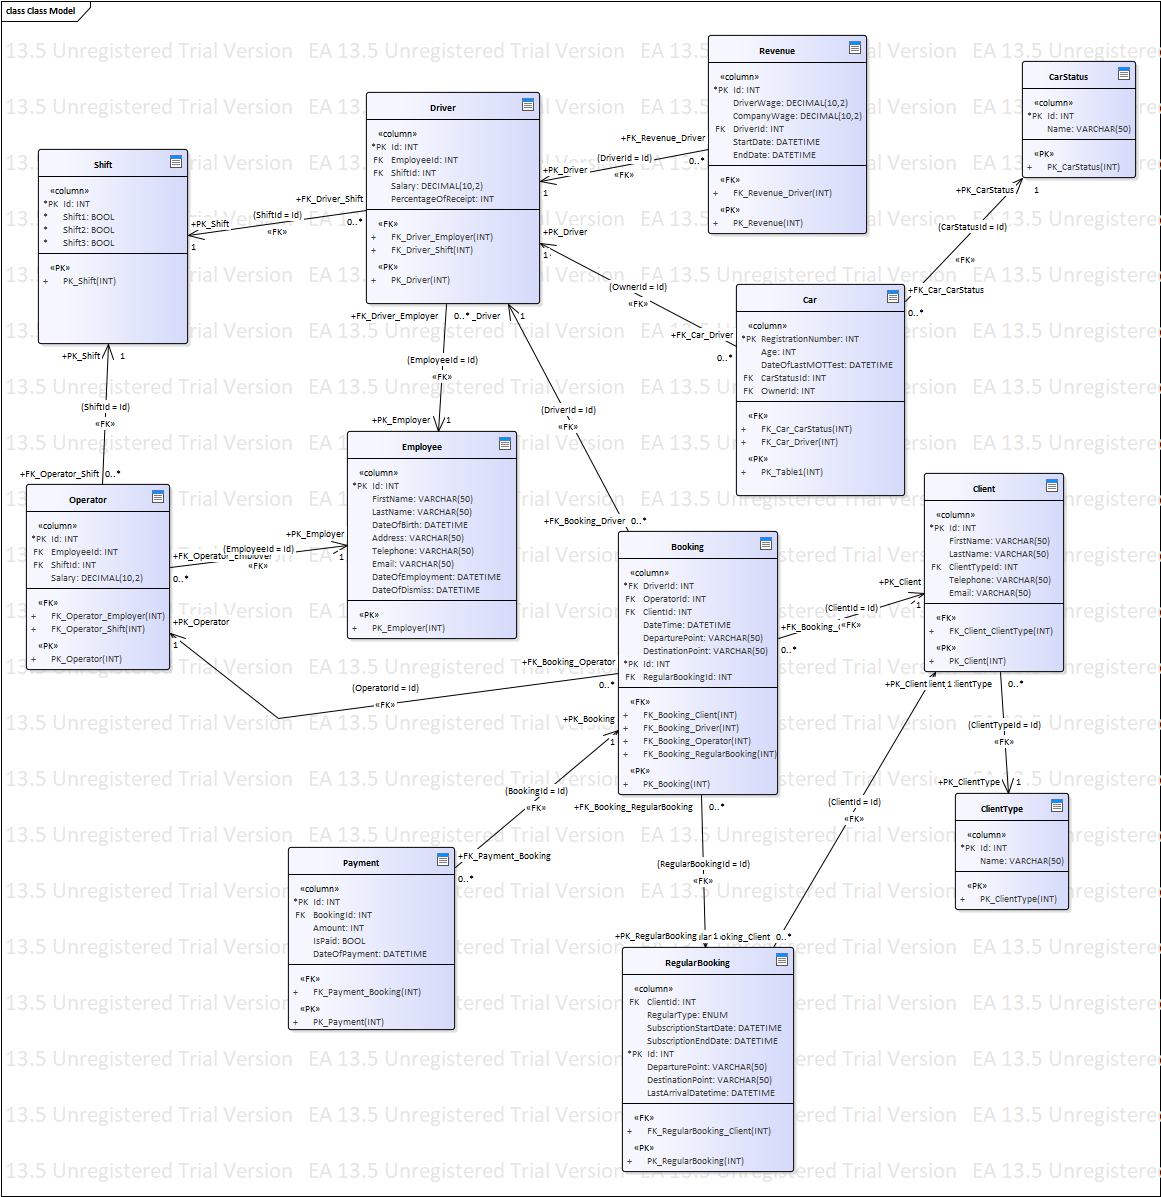 class Class Model
13.5 Unregistered Trial Version EA 13.5 Unregistered Trial Version EA 13.5 Unregistered Trial Version EA 13.5 Unregistered
Revenue
«column»
*PK Id: INT
DriverWage: DECIMAL(10,2)
CompanyWage: DECIMAL(10,2)
FK DriverId: INT
StartDate: DATETIME
EndDate: DATETIME
«FK»
+ FK_Revenue_Driver(INT)
«PK»
+ PK_Revenue(INT)
CarStatus
«column»
*PK Id: INT
Name: VARCHAR(50)
«PK»
+ PK_CarStatus(INT)
Driver
«column»
*PK Id: INT
FK EmployeeId: INT
FK ShiftId: INT
Salary: DECIMAL(10,2)
PercentageOfReceipt: INT
«FK»
+ FK_Driver_Employer(INT)
+ FK_Driver_Shift(INT)
«PK»
+ PK_Driver(INT)
Shift
«column»
*PK Id: INT
* Shift1: BOOL
* Shift2: BOOL
* Shift3: BOOL
«PK»
+ PK_Shift(INT)
+FK_Revenue_Driver
0..*
(DriverId = Id)
«FK»
+PK_Driver
1
+FK_Driver_Shift
0..*
(ShiftId = Id)
«FK»
+PK_Shift
1
+PK_CarStatus
1
(CarStatusId = Id)
«FK»
+FK_Car_CarStatus
0..*
+PK_Driver
1
(OwnerId = Id)
«FK»
+FK_Car_Driver
0..*
Car
«column»
*PK RegistrationNumber: INT
Age: INT
DateOfLastMOTTest: DATETIME
FK CarStatusId: INT
FK OwnerId: INT
«FK»
+ FK_Car_CarStatus(INT)
+ FK_Car_Driver(INT)
«PK»
+ PK_Table1(INT)
+FK_Driver_Employer 0..* _Driver 1
(EmployeeId = Id)
«FK»
+PK_Employer 1
+PK_Shift 1
(ShiftId = Id)
«FK»
+FK_Operator_Shift 0..*
(DriverId = Id)
«FK»
+FK_Booking_Driver 0..*
Employee
«column»
*PK Id: INT
FirstName: VARCHAR(50)
LastName: VARCHAR(50)
DateOfBirth: DATETIME
Address: VARCHAR(50)
Telephone: VARCHAR(50)
Email: VARCHAR(50)
DateOfEmployment: DATETIME
DateOfDismiss: DATETIME
«PK»
+ PK_Employer(INT)
Operator
«column»
*PK Id: INT
FK EmployeeId: INT
FK ShiftId: INT
Salary: DECIMAL(10,2)
«FK»
+ FK_Operator_Employer(INT)
+ FK_Operator_Shift(INT)
«PK»
+ PK_Operator(INT)
+PK_Employer
1
(EmployeeId = Id)
«FK»
+FK_Operator_Employer
0..*
Client
«column»
*PK Id: INT
FirstName: VARCHAR(50)
LastName: VARCHAR(50)
FK ClientTypeId: INT
Telephone: VARCHAR(50)
Email: VARCHAR(50)
«FK»
+ FK_Client_ClientType(INT)
«PK»
+ PK_Client(INT)
Booking
«column»
*FK DriverId: INT
FK OperatorId: INT
FK ClientId: INT
DateTime: DATETIME
DeparturePoint: VARCHAR(50)
DestinationPoint: VARCHAR(50)
*PK Id: INT
FK RegularBookingId: INT
«FK»
+ FK_Booking_Client(INT)
+ FK_Booking_Driver(INT)
+ FK_Booking_Operator(INT)
+ FK_Booking_RegularBooking(INT)
«PK»
+ PK_Booking(INT)
+PK_Client
1
(ClientId = Id)
«FK»
+FK_Booking_
0..*
+PK_Operator
1
+FK_Booking_Operator
0..*
(OperatorId = Id)
«FK»
+PK_Client lient 1 lientType 0..*
(ClientTypeId = Id)
«FK»
+PK_ClientType 1
+PK_Booking
1
(BookingId = Id)
«FK»
+FK_Payment_Booking
0..*
+FK_Booking_RegularBooking 0..*
(RegularBookingId = Id)
«FK»
(ClientId = Id)
«FK»
+PK_RegularBooking lar 1 oking_Client 0..*
ClientType
«column»
*PK Id: INT
Name: VARCHAR(50)
«PK»
+ PK_ClientType(INT)
Payment
«column»
*PK Id: INT
FK BookingId: INT
Amount: INT
IsPaid: BOOL
DateOfPayment: DATETIME
«FK»
+ FK_Payment_Booking(INT)
«PK»
+ PK_Payment(INT)
RegularBooking
«column»
FK ClientId: INT
RegularType: ENUM
SubscriptionStartDate: DATETIME
SubscriptionEndDate: DATETIME
*PK Id: INT
DeparturePoint: VARCHAR(50)
DestinationPoint: VARCHAR(50)
LastArrivalDatetime: DATETIME
«FK»
+ FK_RegularBooking_Client(INT)
«PK»
+ PK_RegularBooking(INT)